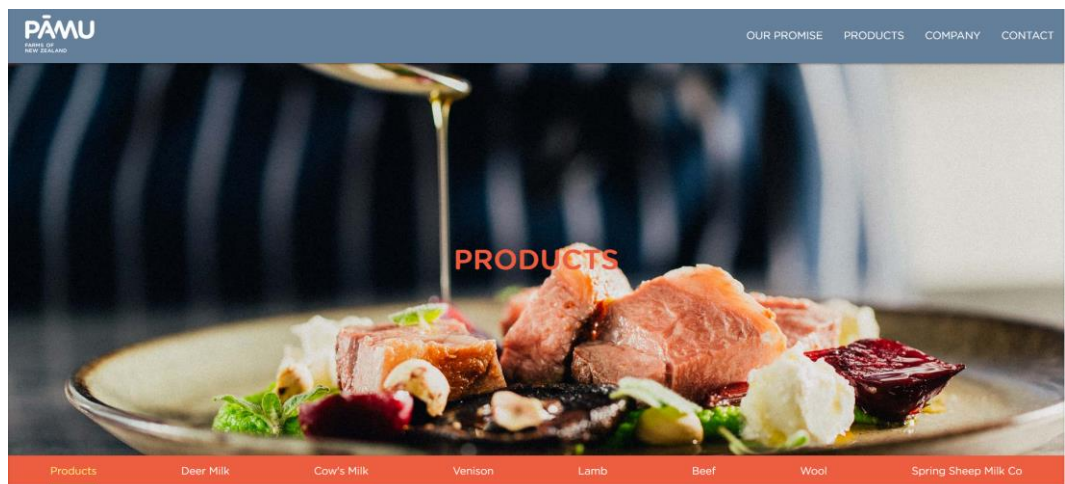 PĀMU
FARMS OF
NEW ZEALAND
OUR PROMISE PRODUCTS COMPANY CONTACT
PRODUCTS
Products Deer Milk Cow's Milk Venison Lamb Beef Wool Spring Sheep Milk Co